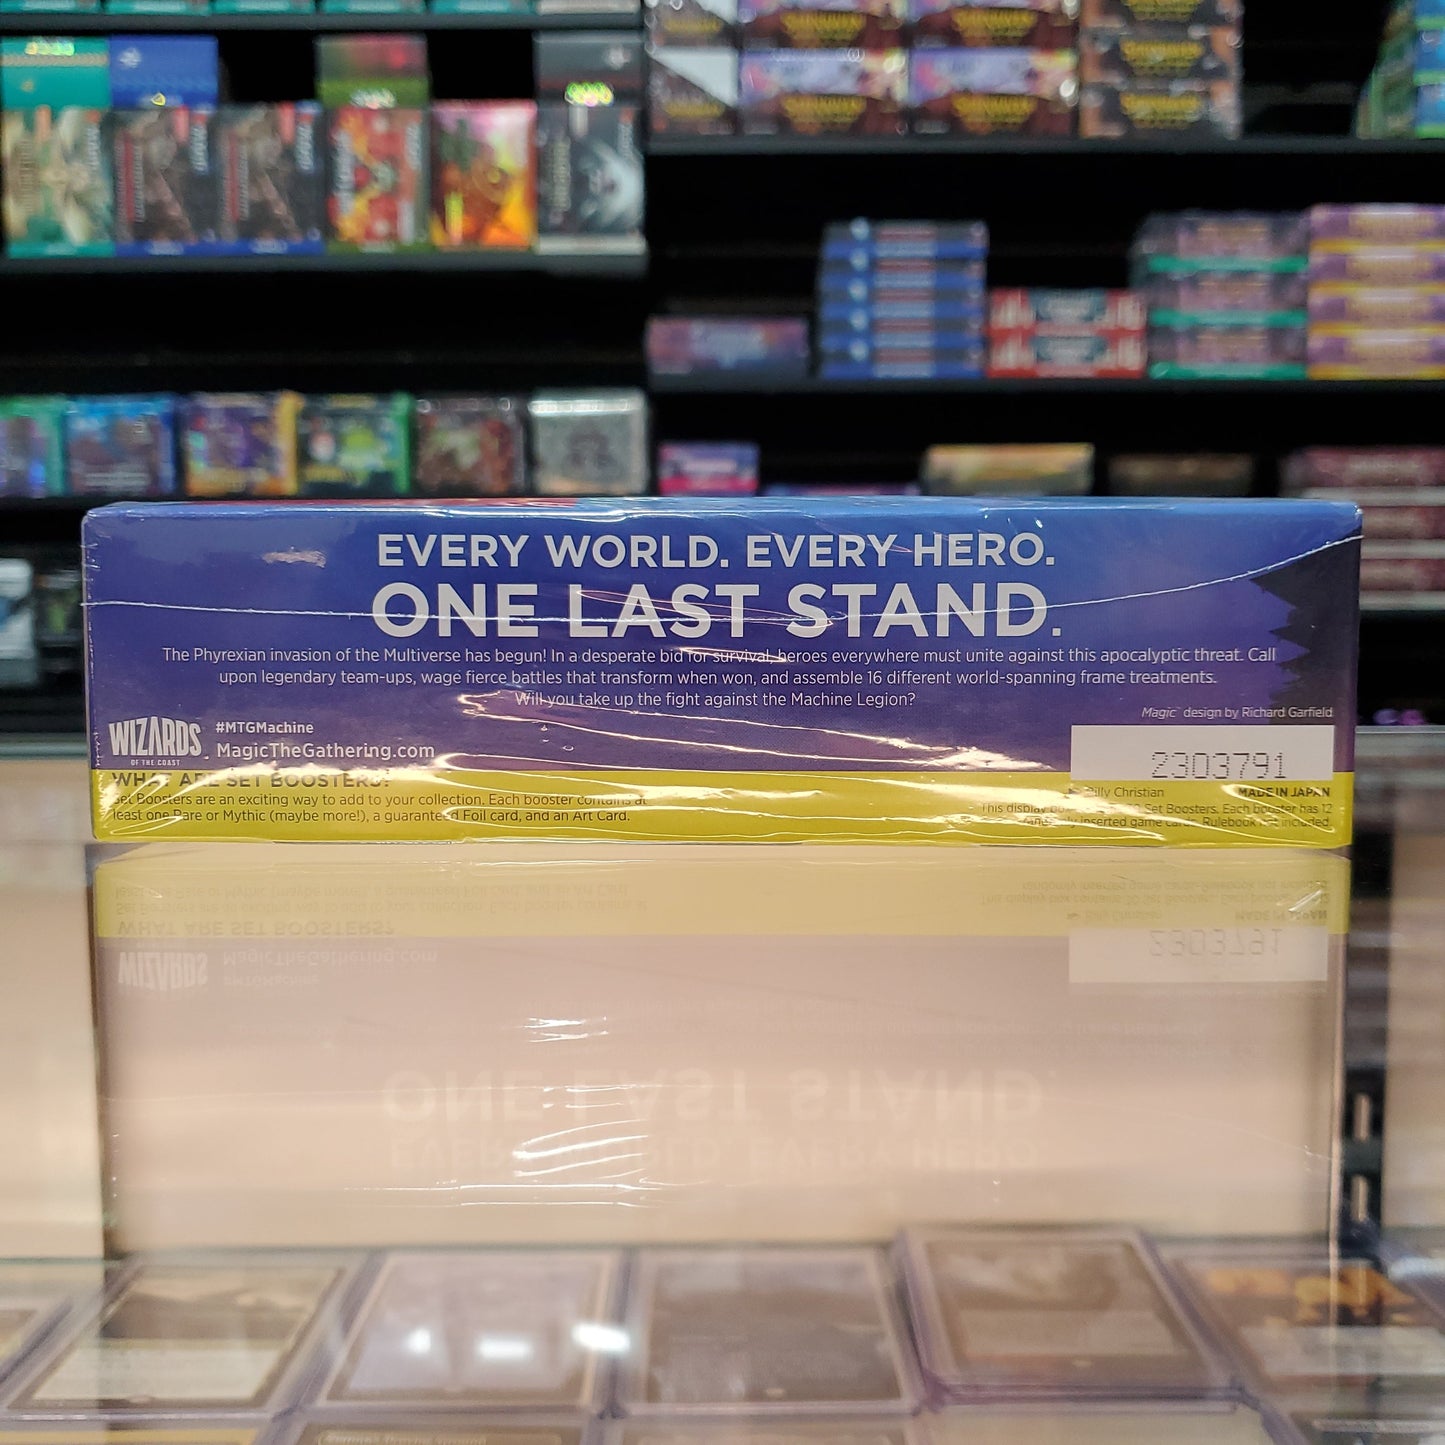 EVERY WORLD. EVERY HERO.
ONE LAST STAND.
The Phyrexian invasion of the Multiverse has begun! In a desperate bid for survival, heroes everywhere must unite against this apocalyptic threat. Call
upon legendary team-ups, wage fierce battles that transform when won, and assemble 16 different world-spanning frame treatments.
Will you take up the fight against the Machine Legion?
Magic™ design by Richard Garfield
WIZARDS
OF THE COAST
#MTGMachine
MagicTheGathering.com
2303791
WHAT ARE SET BOOSTERS?
Set Boosters are an exciting way to add to your collection. Each booster contains at
least one Rare or Mythic (maybe more!), a guaranteed Foil card, and an Art Card.
Billy Christian
MADE IN JAPAN
This display Set Boosters. Each booster has 12
inserted game cards. Rulebook not included.